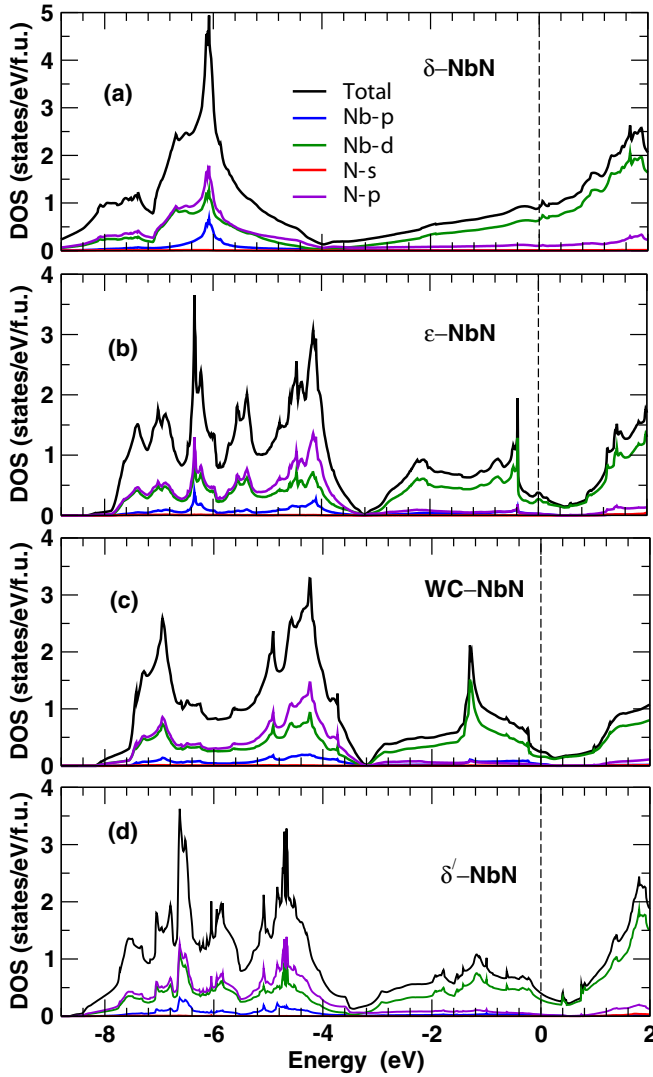 5
4
3
2
1
0
DOS (states/eV/f.u.)
(a)
δ–NbN
Total
Nb-p
Nb-d
N-s
N-p
4
3
2
1
0
DOS (states/eV/f.u.)
(b)
ε–NbN
4
3
2
1
0
DOS (states/eV/f.u.)
(c)
WC–NbN
4
3
2
1
0
DOS (states/eV/f.u.)
(d)
δ′–NbN
-8 -6 -4 -2 0 2
Energy (eV)